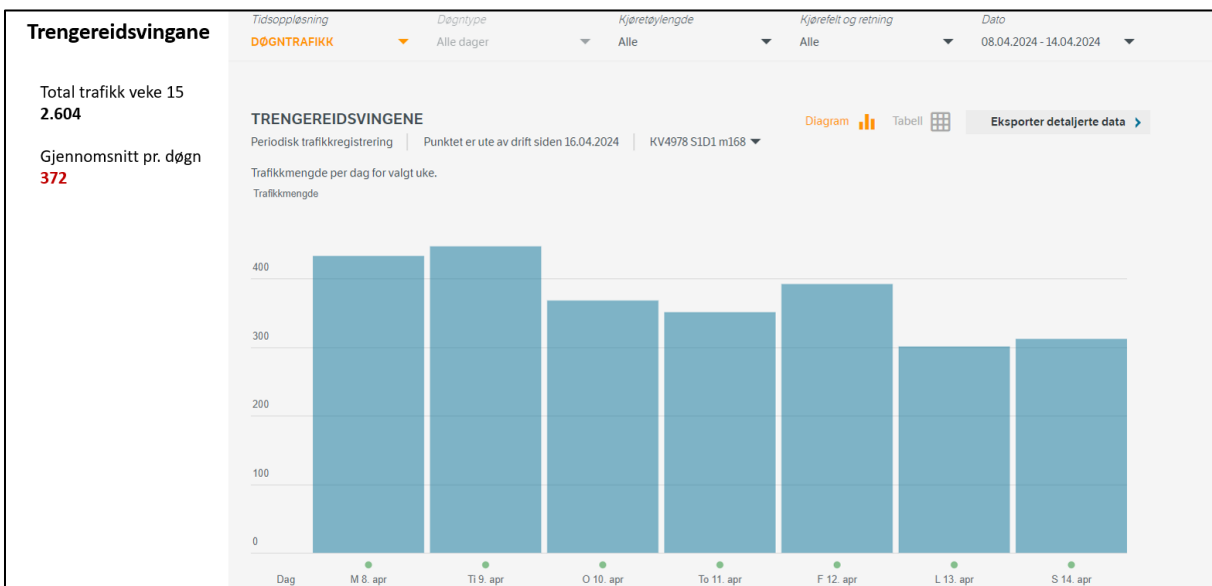 Trengereidsvingane
Total trafikk veke 15
2.604
Gjennomsnitt pr. døgn
372
Tidsoppløsning Døgntype Kjøretøylengde Kjørefelt og retning Dato
DØGNTRAFIKK Alle dager Alle Alle 08.04.2024 - 14.04.2024
TRENGEREIDSVINGENE
Diagram Tabell Eksporter detaljerte data
Periodisk trafikkregistrering Punktet er ute av drift siden 16.04.2024 KV4978 S1D1 m168
Trafikkmengde per dag for valgt uke.
Trafikkmengde
400
300
200
100
0
Dag M 8. apr Ti 9. apr O 10. apr To 11. apr F 12. apr L 13. apr S 14. apr